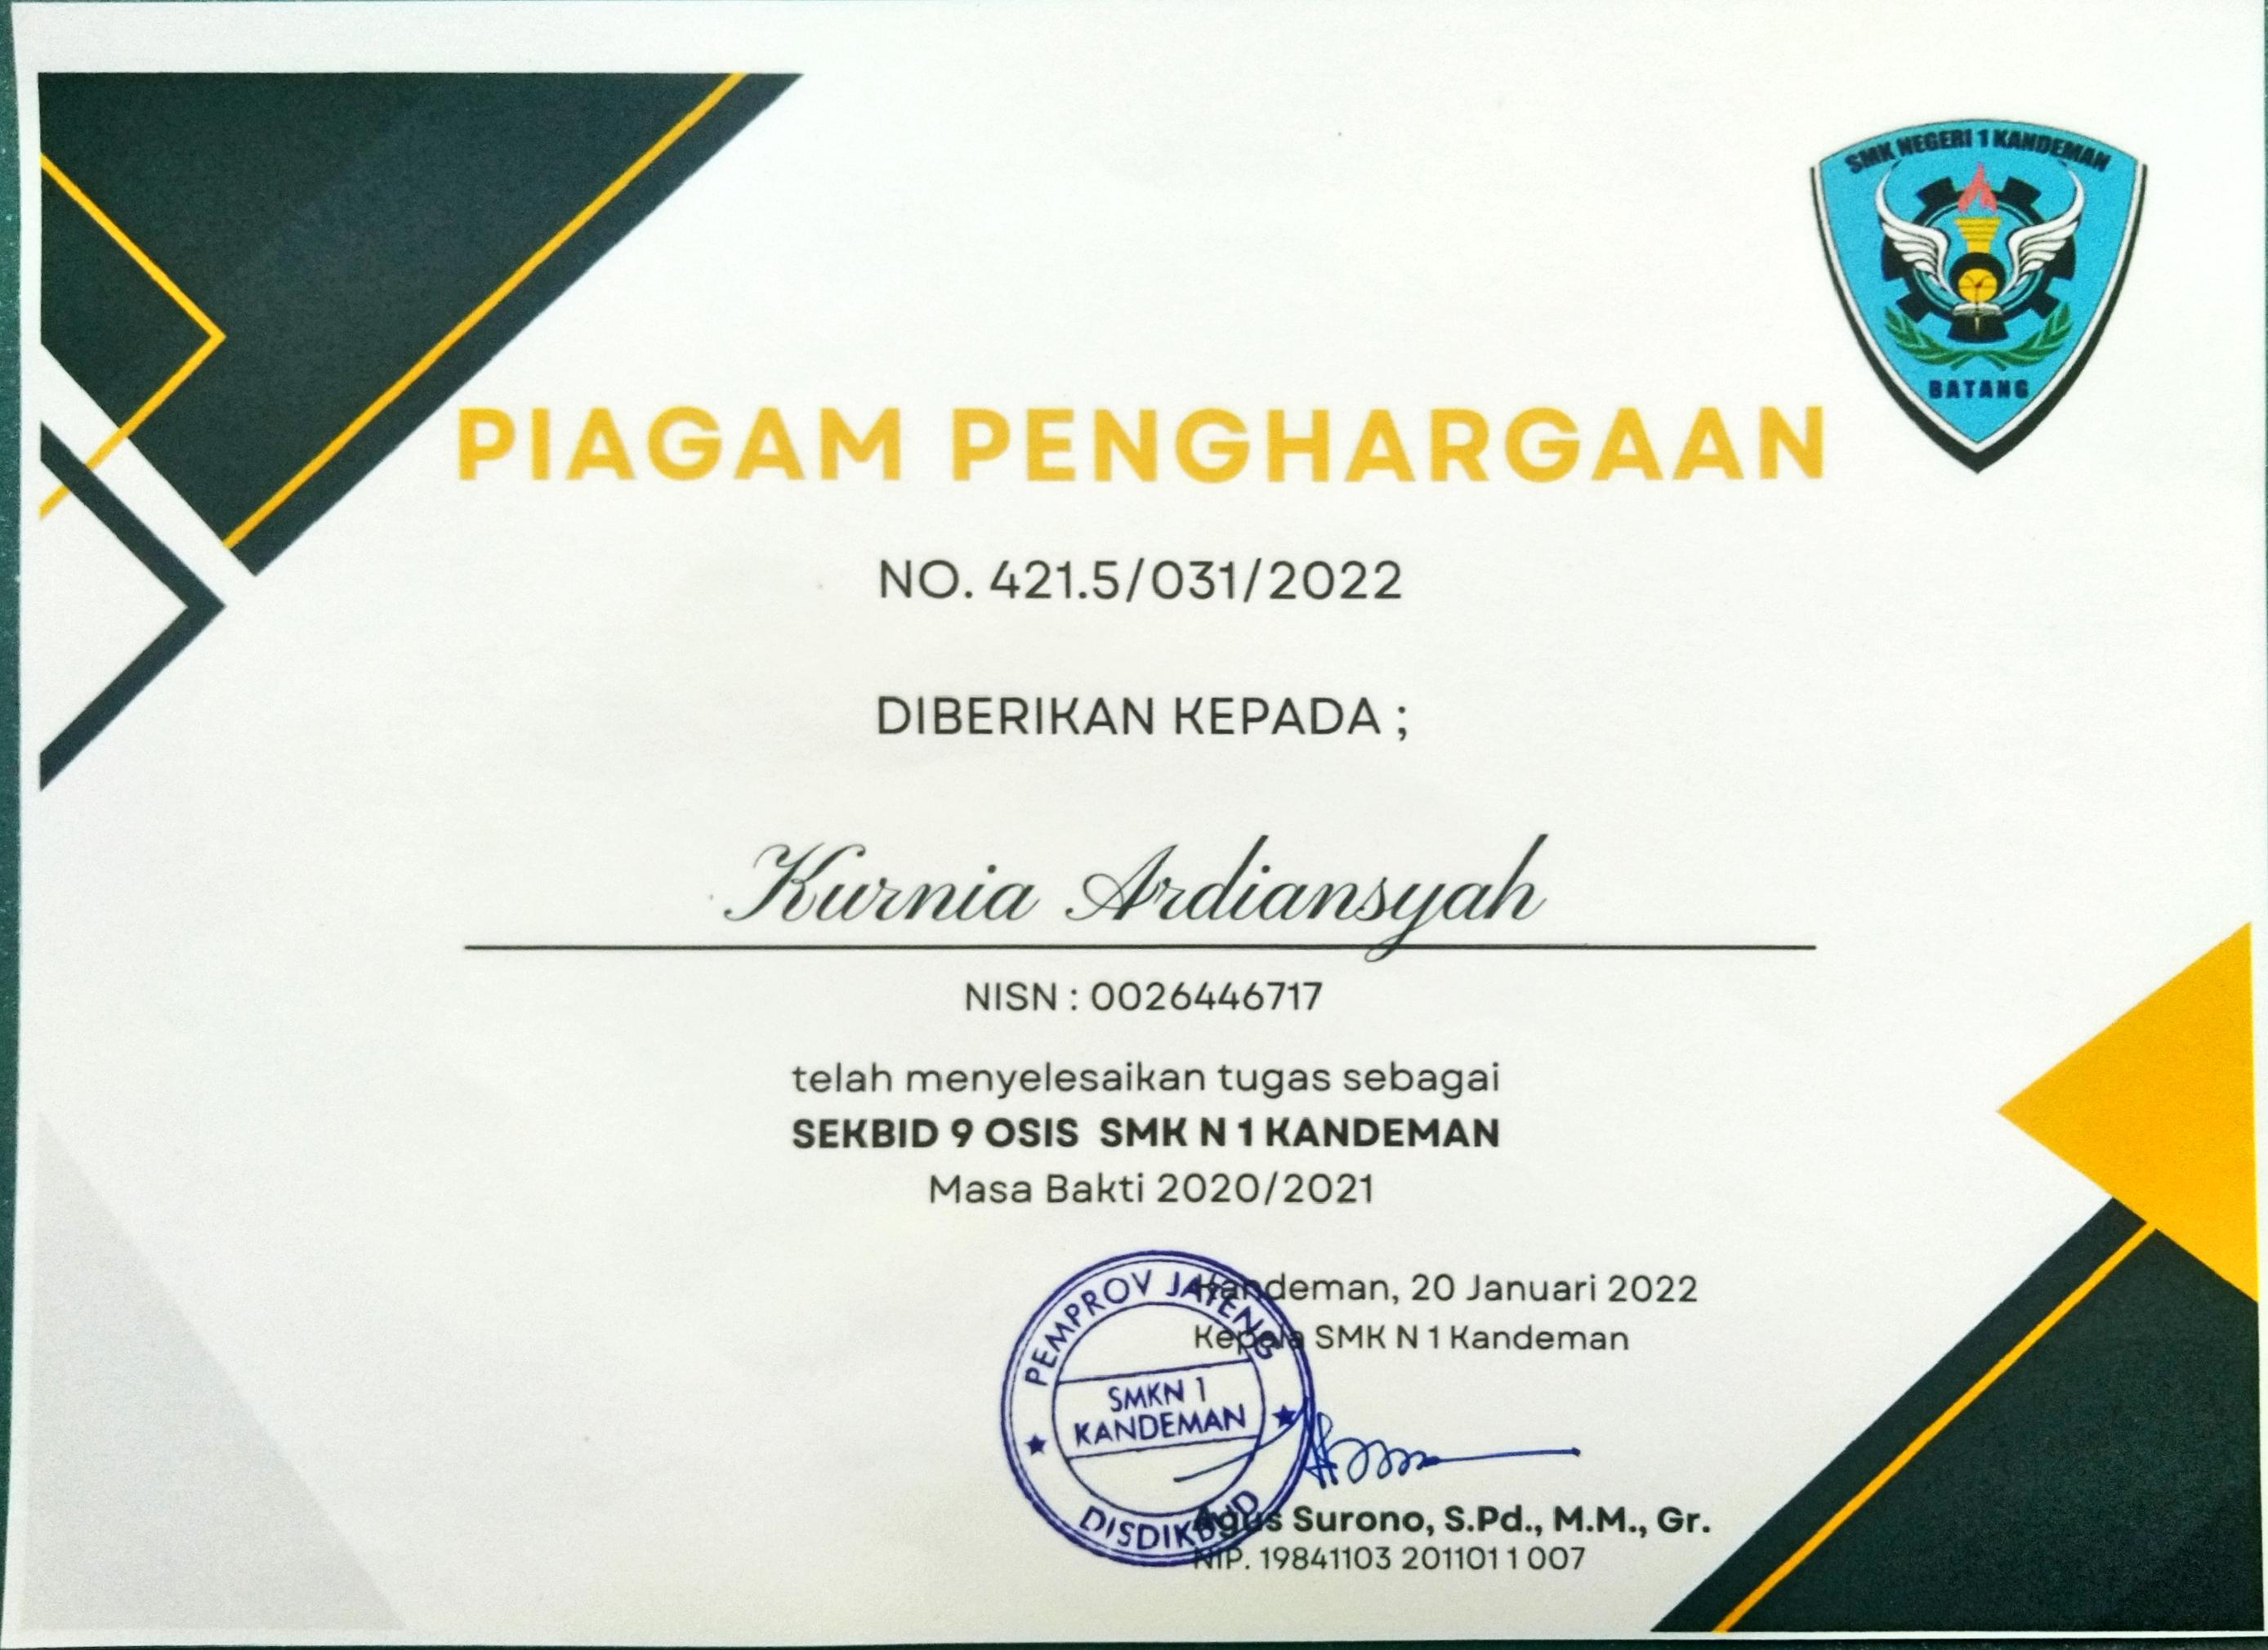 SMK NEGERI 1 KANDEMAN
BATANG
PIAGAM PENGHARGAAN
NO. 421.5/031/2022
DIBERIKAN KEPADA ;
Kurnia Ardiansyah
NISN : 0026446717
telah menyelesaikan tugas sebagai
SEKBID 9 OSIS SMK N 1 KANDEMAN
Masa Bakti 2020/2021
Kandeman, 20 Januari 2022
Kepala SMK N 1 Kandeman
PEMPROV JATENG
SMKN 1
KANDEMAN
DISDIKBUD
Agus Surono, S.Pd., M.M., Gr.
NIP. 19841103 201101 1 007